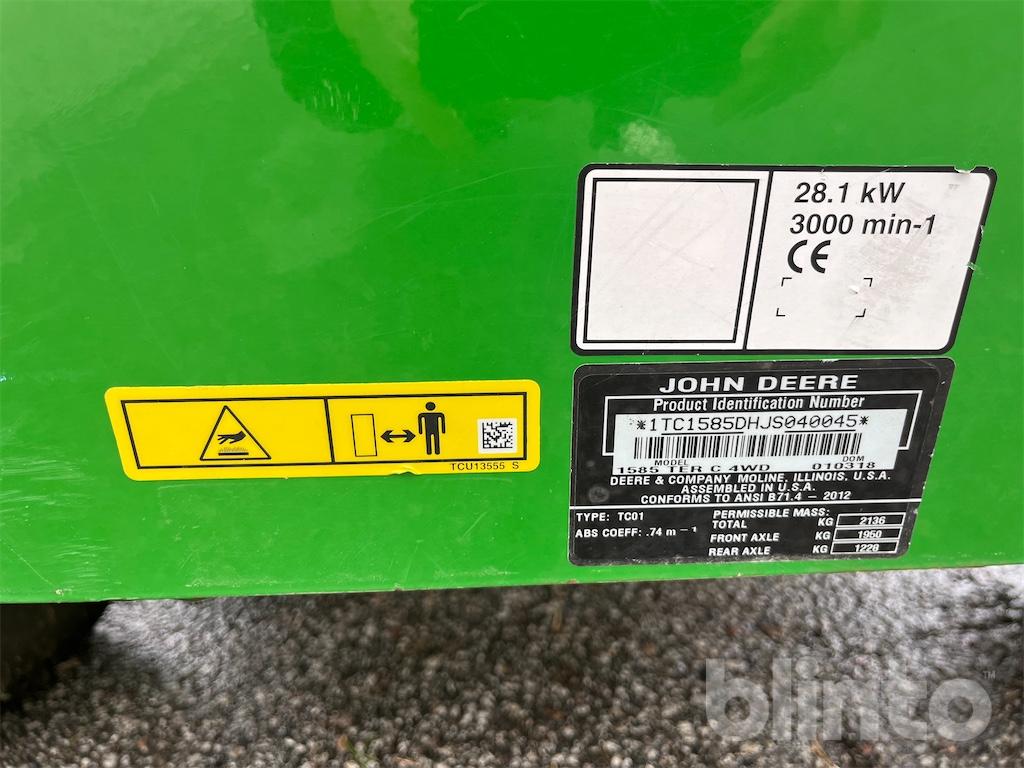 28.1 kW
3000 min-1
CE
JOHN DEERE
Product Identification Number
*1TC1585DHJS040045*
MODEL DOM
1585 TER C 4WD 010318
DEERE & COMPANY MOLINE, ILLINOIS, U.S.A.
ASSEMBLED IN U.S.A.
CONFORMS TO ANSI B71.4 - 2012
TYPE: TC01
ABS COEFF: .74 m -1
PERMISSIBLE MASS:
TOTAL KG 2136
FRONT AXLE KG 1950
REAR AXLE KG 1226
TCU13555 S
blinto™